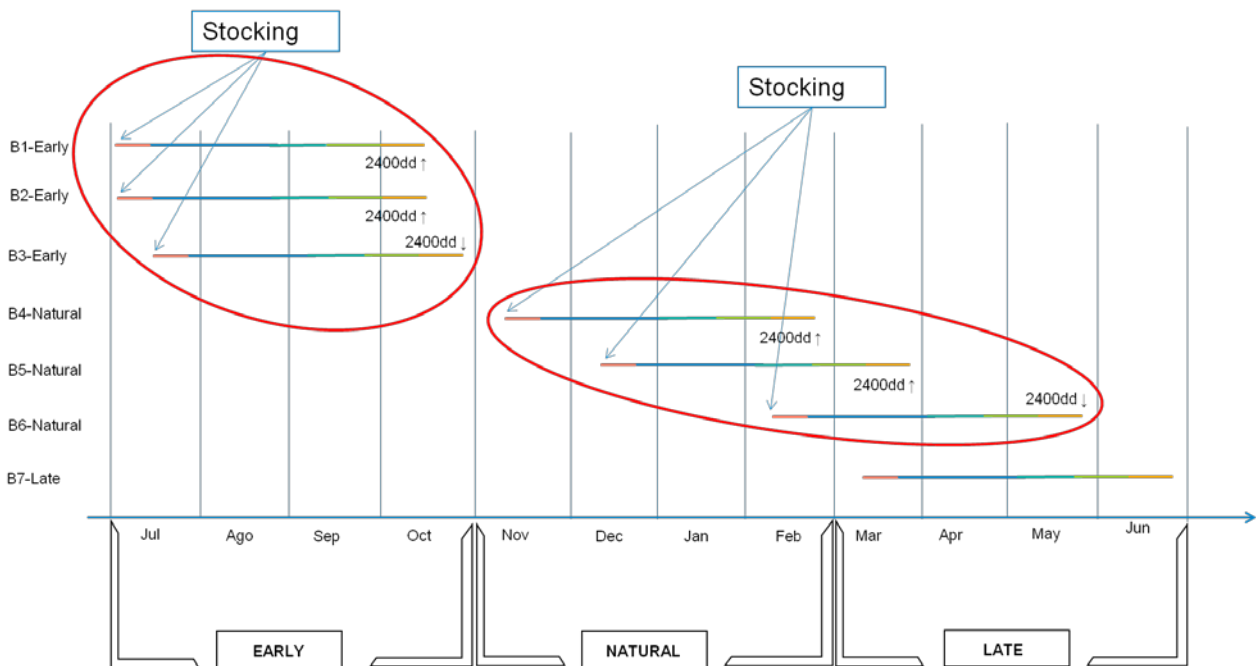 Stocking
Stocking
B1-Early
2400dd ↑
B2-Early
2400dd ↑
2400dd ↓
B3-Early
B4-Natural
2400dd ↑
B5-Natural
2400dd ↑
2400dd ↓
B6-Natural
B7-Late
Jul Ago Sep Oct Nov Dec Jan Feb Mar Apr May Jun
EARLY NATURAL LATE